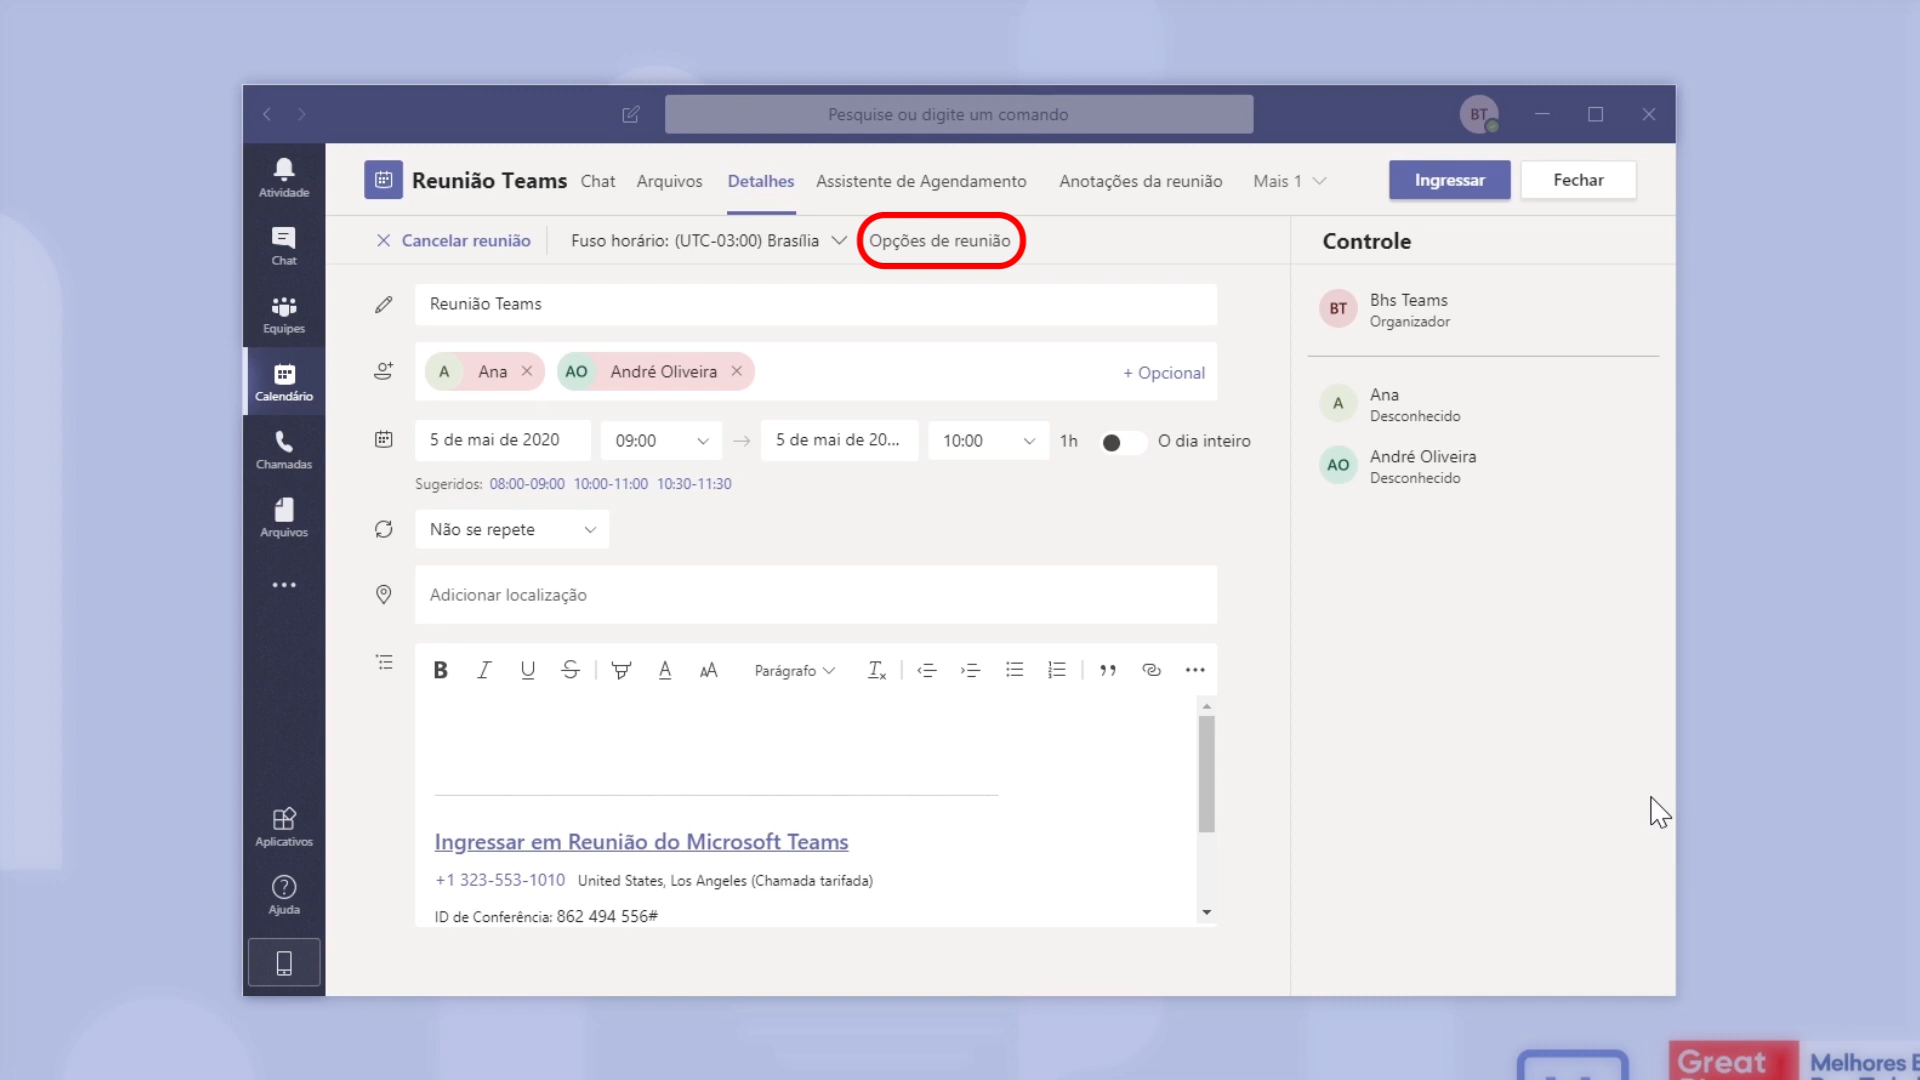 Pesquise ou digite um comando
BT
Atividade
Chat
Equipes
Calendário
Chamadas
Arquivos
Aplicativos
Ajuda
Reunião Teams
Chat
Arquivos
Detalhes
Assistente de Agendamento
Anotações da reunião
Mais 1
Ingressar
Fechar
Cancelar reunião
Fuso horário: (UTC-03:00) Brasília
Opções de reunião
Reunião Teams
A Ana
AO André Oliveira
+ Opcional
5 de mai de 2020
09:00
5 de mai de 20...
10:00
1h
O dia inteiro
Sugeridos: 08:00-09:00 10:00-11:00 10:30-11:30
Não se repete
Adicionar localização
Parágrafo
Ingressar em Reunião do Microsoft Teams
+1 323-553-1010 United States, Los Angeles (Chamada tarifada)
ID de Conferência: 862 494 556#
Controle
BT
Bhs Teams
Organizador
A
Ana
Desconhecido
AO
André Oliveira
Desconhecido
Great
Melhores